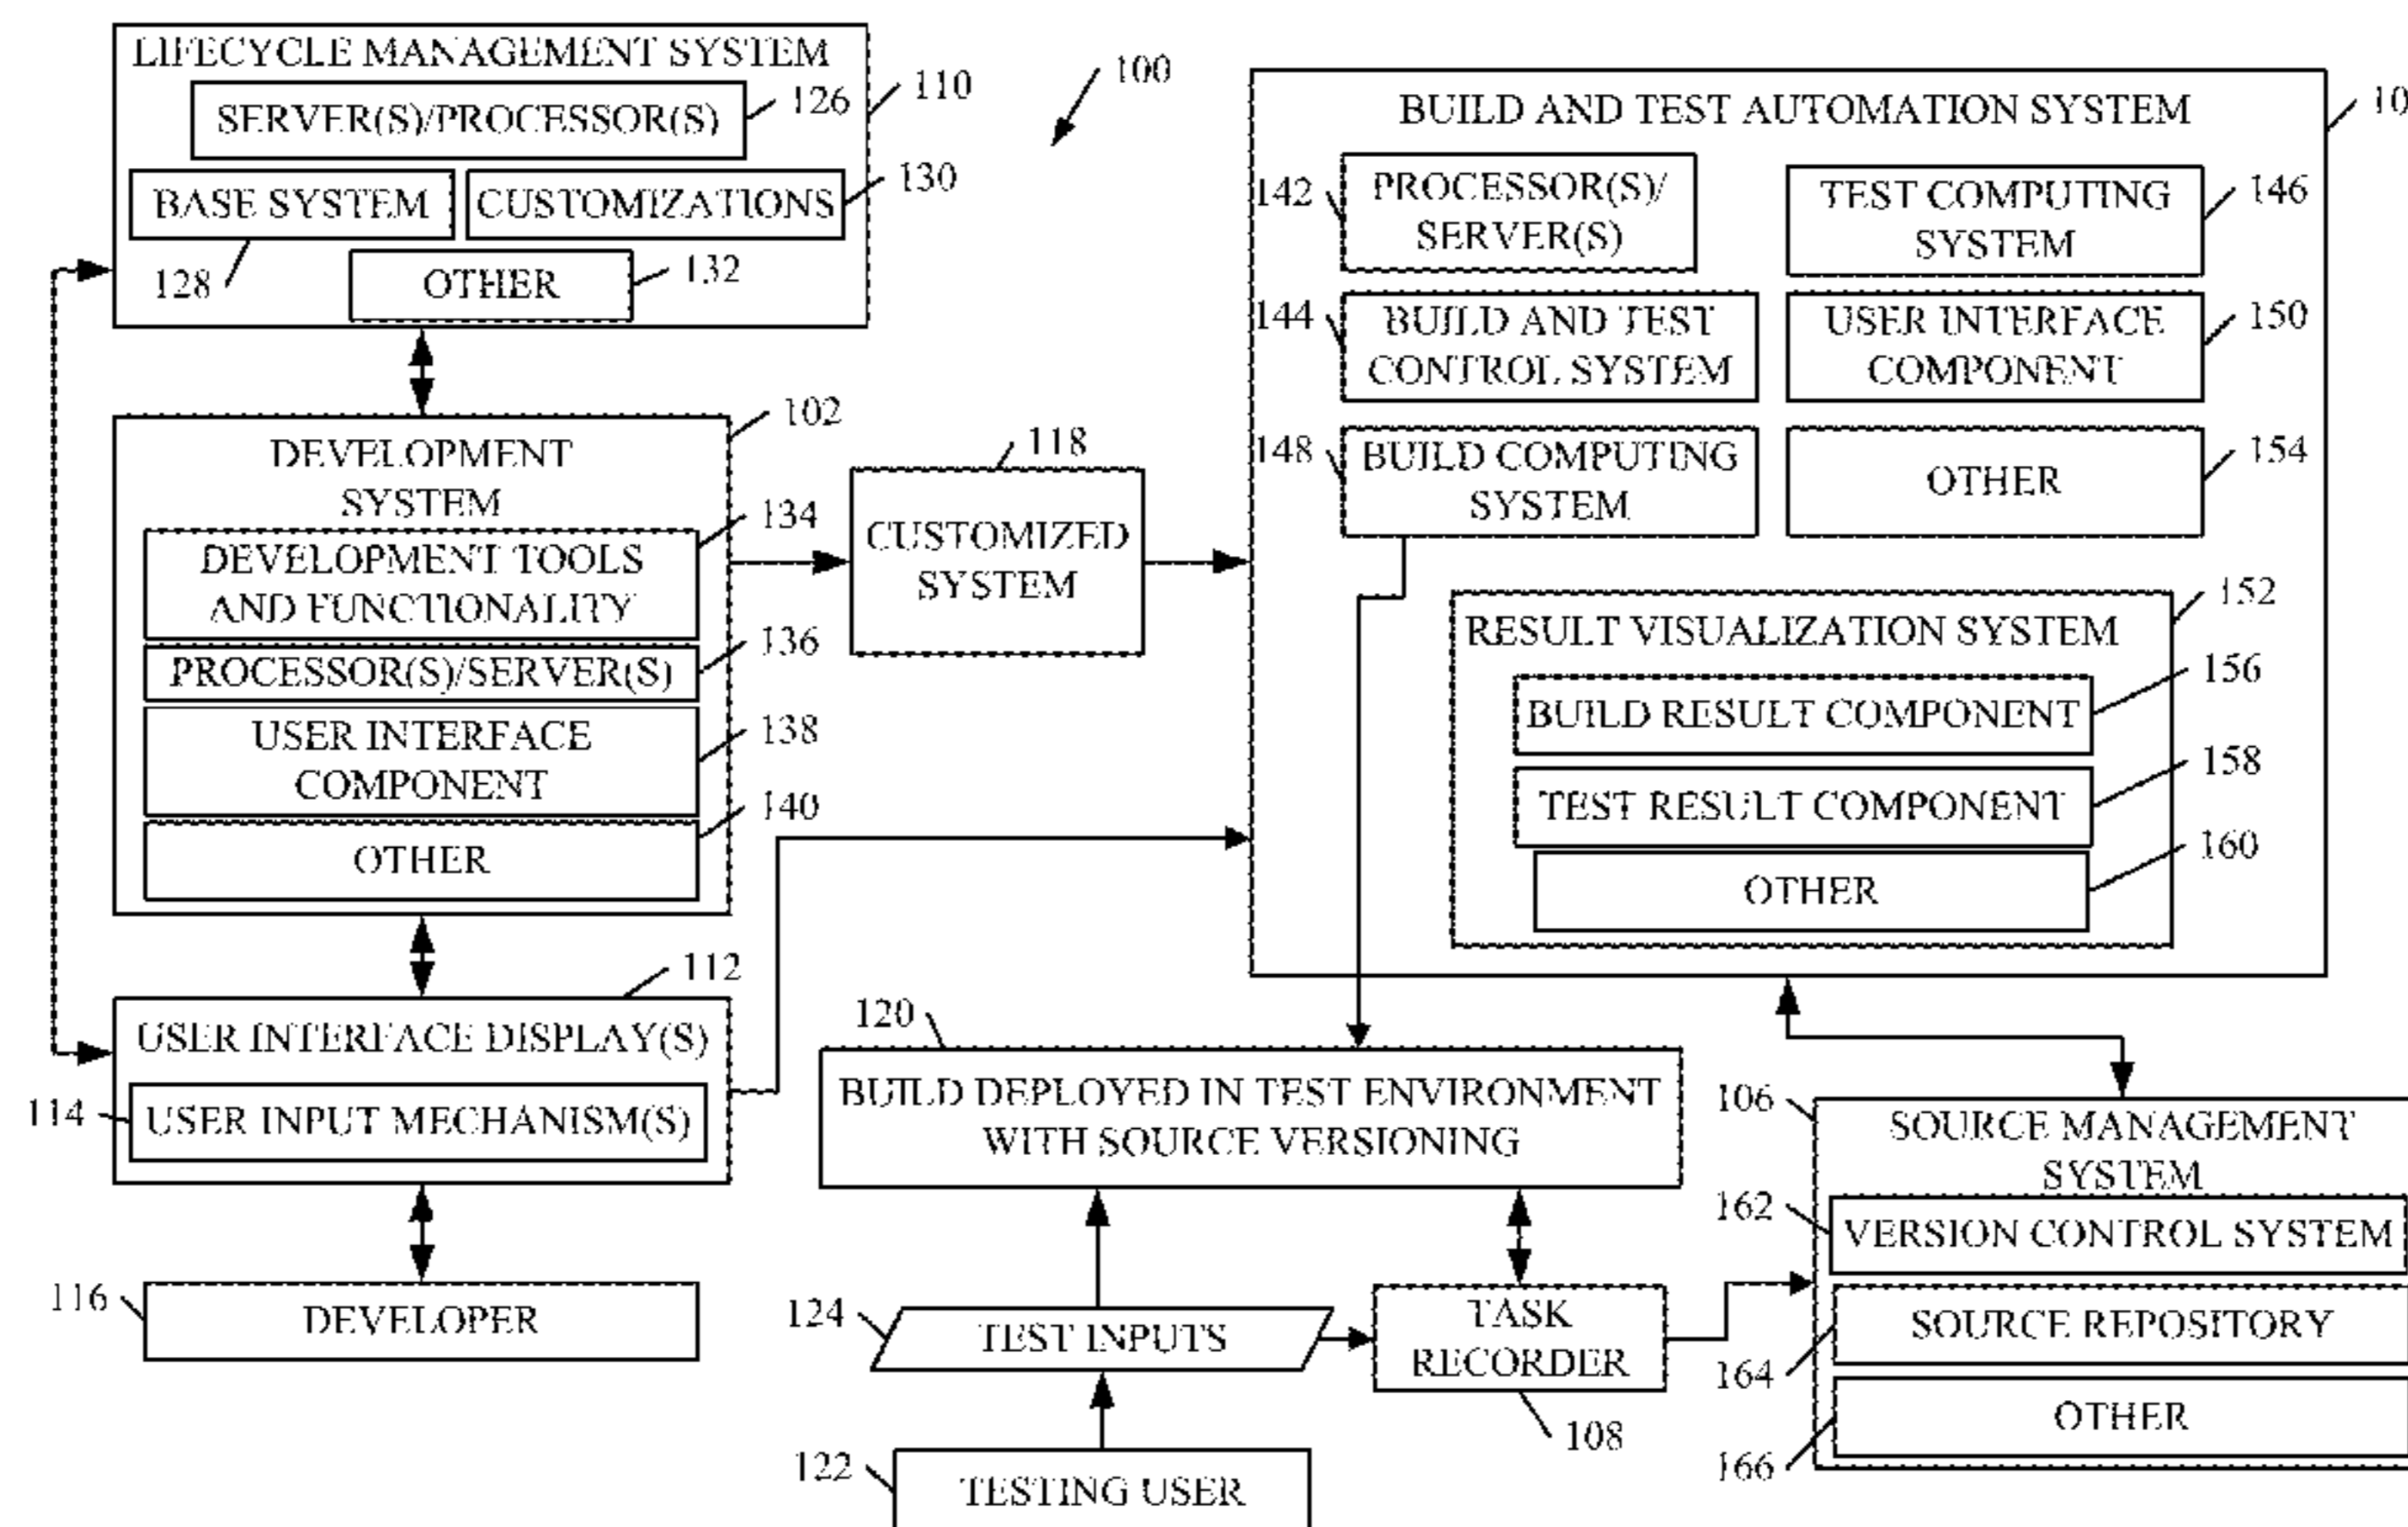 LIFECYCLE MANAGEMENT SYSTEM
110
SERVER(S)/PROCESSOR(S)
126
BASE SYSTEM
CUSTOMIZATIONS
130
128
OTHER
132
100
DEVELOPMENT
SYSTEM
102
DEVELOPMENT TOOLS
AND FUNCTIONALITY
134
PROCESSOR(S)/SERVER(S)
136
USER INTERFACE
COMPONENT
138
OTHER
140
118
CUSTOMIZED
SYSTEM
112
USER INTERFACE DISPLAY(S)
114
USER INPUT MECHANISM(S)
116
DEVELOPER
BUILD AND TEST AUTOMATION SYSTEM
10
142
PROCESSOR(S)/
SERVER(S)
TEST COMPUTING
SYSTEM
146
144
BUILD AND TEST
CONTROL SYSTEM
USER INTERFACE
COMPONENT
150
148
BUILD COMPUTING
SYSTEM
OTHER
154
RESULT VISUALIZATION SYSTEM
152
BUILD RESULT COMPONENT
156
TEST RESULT COMPONENT
158
OTHER
160
120
BUILD DEPLOYED IN TEST ENVIRONMENT
WITH SOURCE VERSIONING
124
TEST INPUTS
TASK
RECORDER
108
122
TESTING USER
106
SOURCE MANAGEMENT
SYSTEM
162
VERSION CONTROL SYSTEM
SOURCE REPOSITORY
164
OTHER
166